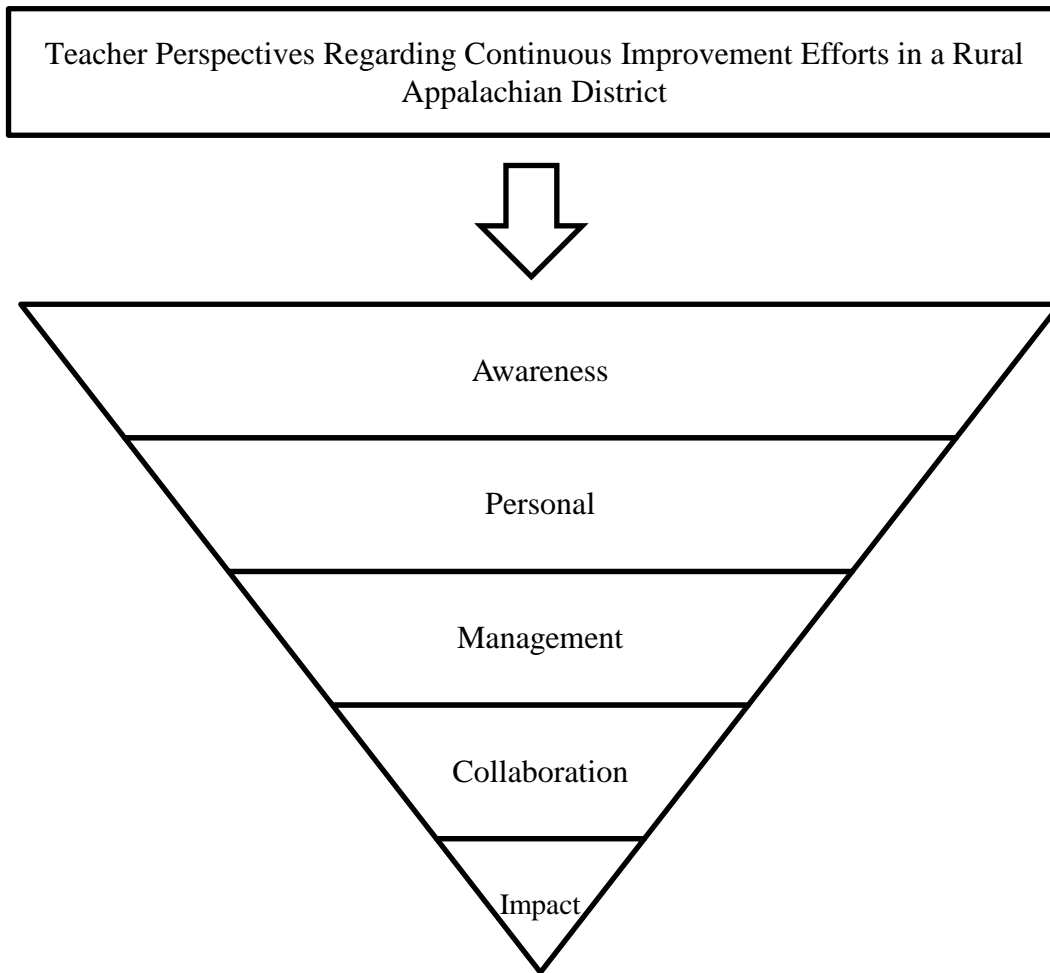 Teacher Perspectives Regarding Continuous Improvement Efforts in a Rural
Appalachian District
Awareness
Personal
Management
Collaboration
Impact